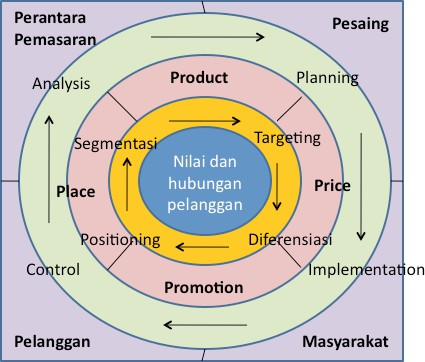 Perantara
Pemasaran
Pesaing
Analysis
Product
Planning
Segmentasi
Targeting
Nilai dan
hubungan
pelanggan
Place
Price
Positioning
Diferensiasi
Control
Implementation
Promotion
Pelanggan
Masyarakat